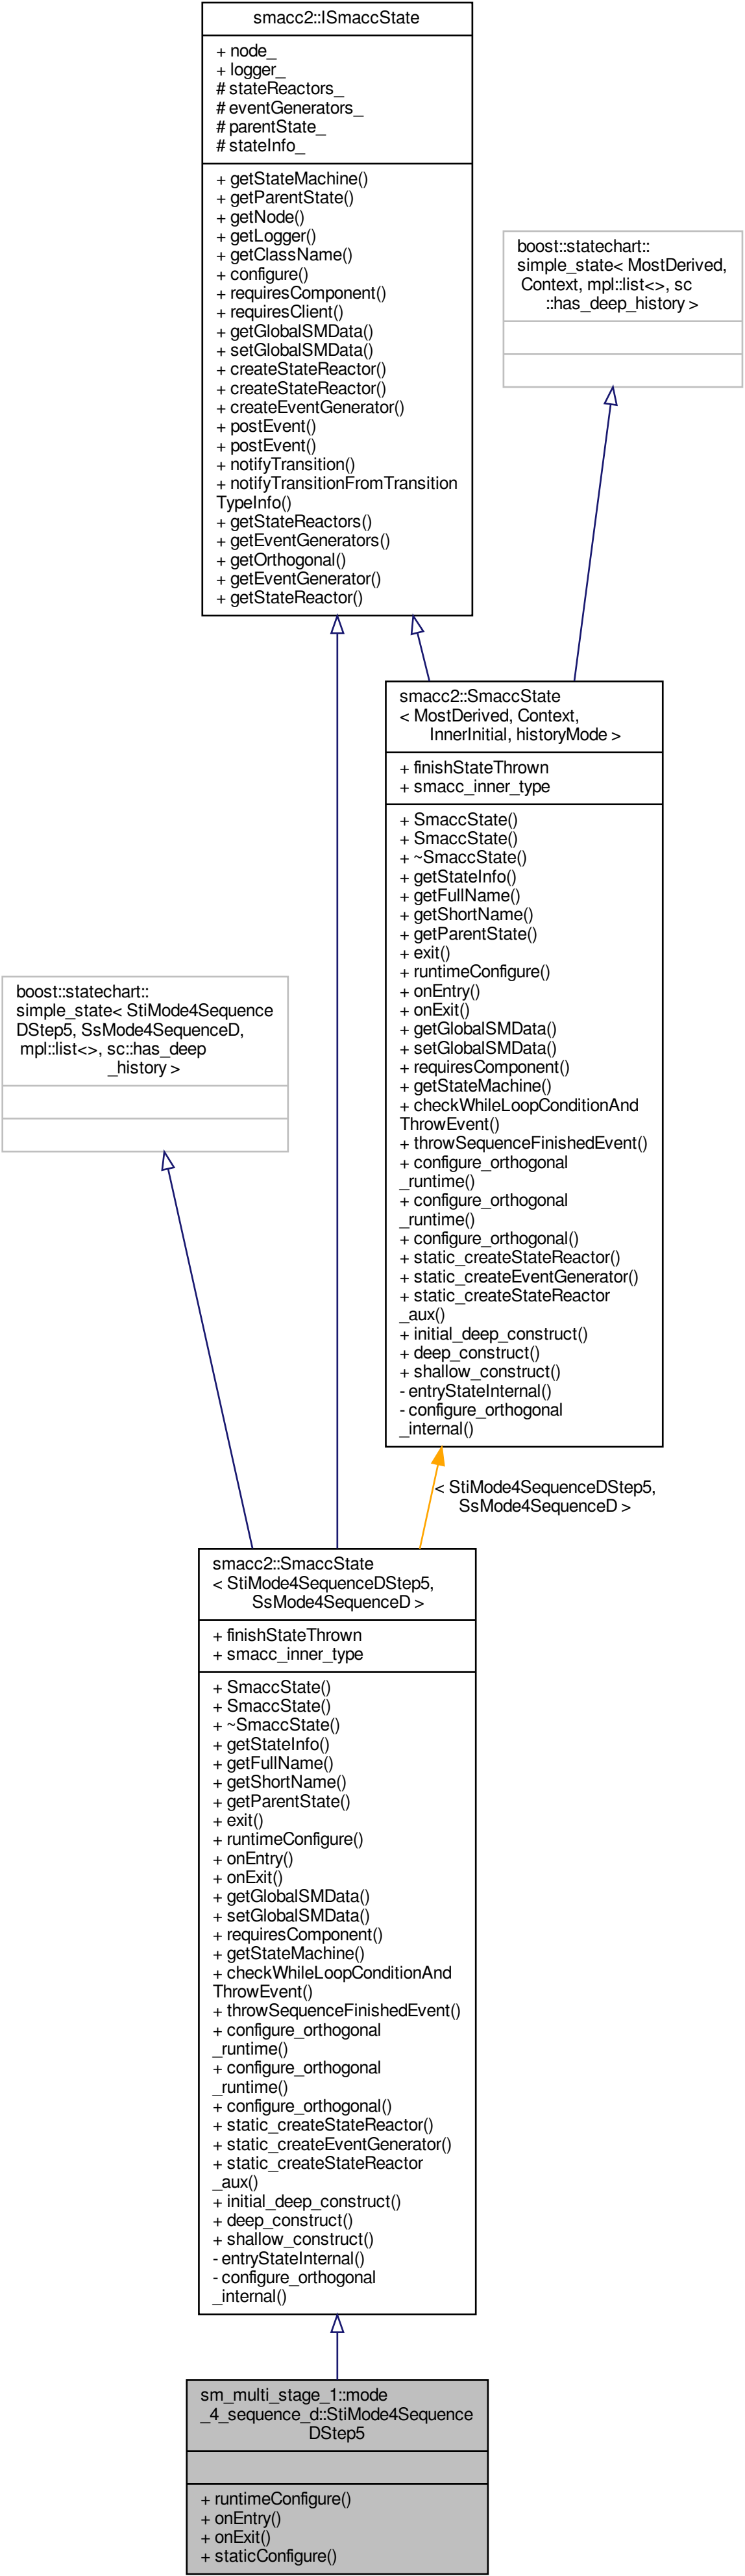 smacc2::ISmaccState
+ node_
+ logger_
# stateReactors_
# eventGenerators_
# parentState_
# stateInfo_
+ getStateMachine()
+ getParentState()
+ getNode()
+ getLogger()
+ getClassName()
+ configure()
+ requiresComponent()
+ requiresClient()
+ getGlobalSMData()
+ setGlobalSMData()
+ createStateReactor()
+ createStateReactor()
+ createEventGenerator()
+ postEvent()
+ postEvent()
+ notifyTransition()
+ notifyTransitionFromTransition
TypeInfo()
+ getStateReactors()
+ getEventGenerators()
+ getOrthogonal()
+ getEventGenerator()
+ getStateReactor()
boost::statechart::
simple_state< MostDerived,
Context, mpl::list<>, sc
::has_deep_history >
smacc2::SmaccState
< MostDerived, Context,
InnerInitial, historyMode >
+ finishStateThrown
+ smacc_inner_type
+ SmaccState()
+ SmaccState()
+ ~SmaccState()
+ getStateInfo()
+ getFullName()
+ getShortName()
+ getParentState()
+ exit()
+ runtimeConfigure()
+ onEntry()
+ onExit()
+ getGlobalSMData()
+ setGlobalSMData()
+ requiresComponent()
+ getStateMachine()
+ checkWhileLoopConditionAnd
ThrowEvent()
+ throwSequenceFinishedEvent()
+ configure_orthogonal
_runtime()
+ configure_orthogonal
_runtime()
+ configure_orthogonal()
+ static_createStateReactor()
+ static_createEventGenerator()
+ static_createStateReactor
_aux()
+ initial_deep_construct()
+ deep_construct()
+ shallow_construct()
- entryStateInternal()
- configure_orthogonal
_internal()
boost::statechart::
simple_state< StiMode4Sequence
DStep5, SsMode4SequenceD,
mpl::list<>, sc::has_deep
_history >
< StiMode4SequenceDStep5,
SsMode4SequenceD >
smacc2::SmaccState
< StiMode4SequenceDStep5,
SsMode4SequenceD >
+ finishStateThrown
+ smacc_inner_type
+ SmaccState()
+ SmaccState()
+ ~SmaccState()
+ getStateInfo()
+ getFullName()
+ getShortName()
+ getParentState()
+ exit()
+ runtimeConfigure()
+ onEntry()
+ onExit()
+ getGlobalSMData()
+ setGlobalSMData()
+ requiresComponent()
+ getStateMachine()
+ checkWhileLoopConditionAnd
ThrowEvent()
+ throwSequenceFinishedEvent()
+ configure_orthogonal
_runtime()
+ configure_orthogonal
_runtime()
+ configure_orthogonal()
+ static_createStateReactor()
+ static_createEventGenerator()
+ static_createStateReactor
_aux()
+ initial_deep_construct()
+ deep_construct()
+ shallow_construct()
- entryStateInternal()
- configure_orthogonal
_internal()
sm_multi_stage_1::mode
_4_sequence_d::StiMode4Sequence
DStep5
+ runtimeConfigure()
+ onEntry()
+ onExit()
+ staticConfigure()